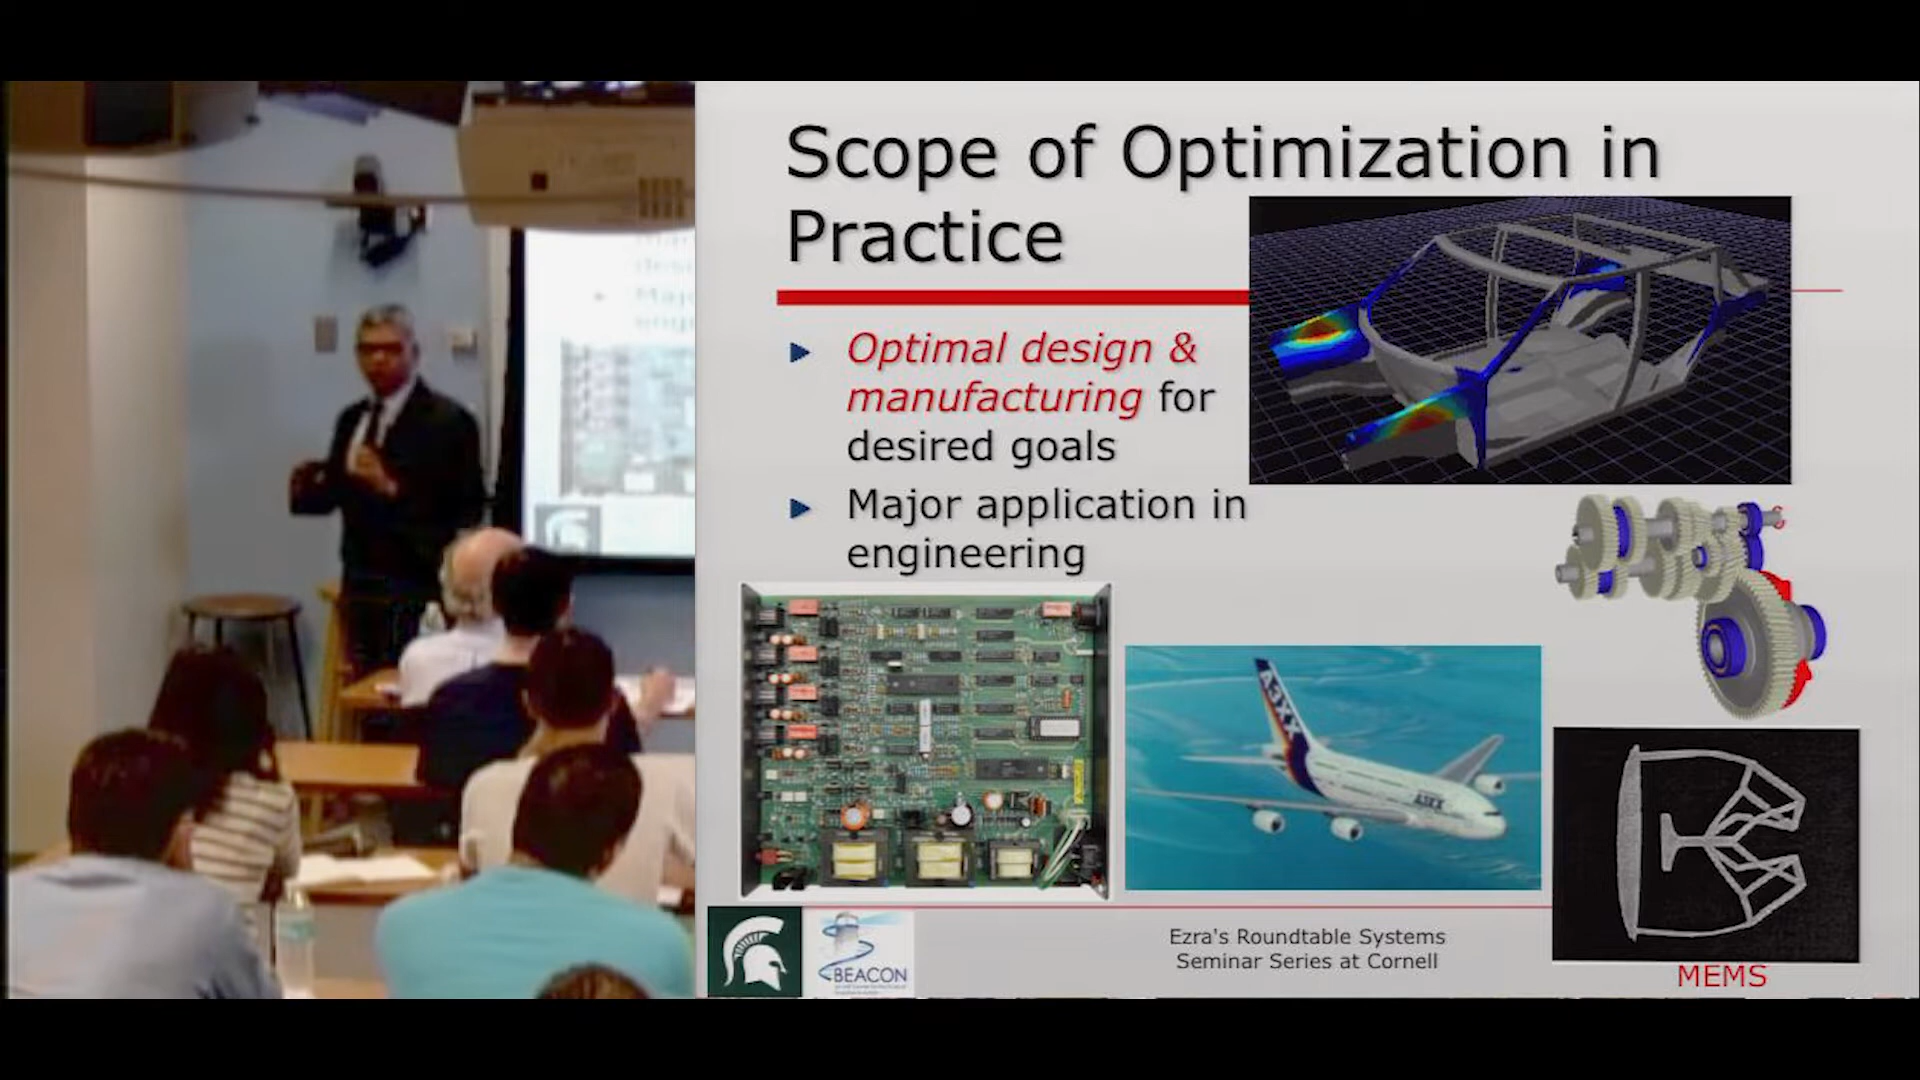 Scope of Optimization in
Practice
Optimal design &
manufacturing for
desired goals
Major application in
engineering
A3XX
A3XX
BEACON
Ezra's Roundtable Systems
Seminar Series at Cornell
MEMS